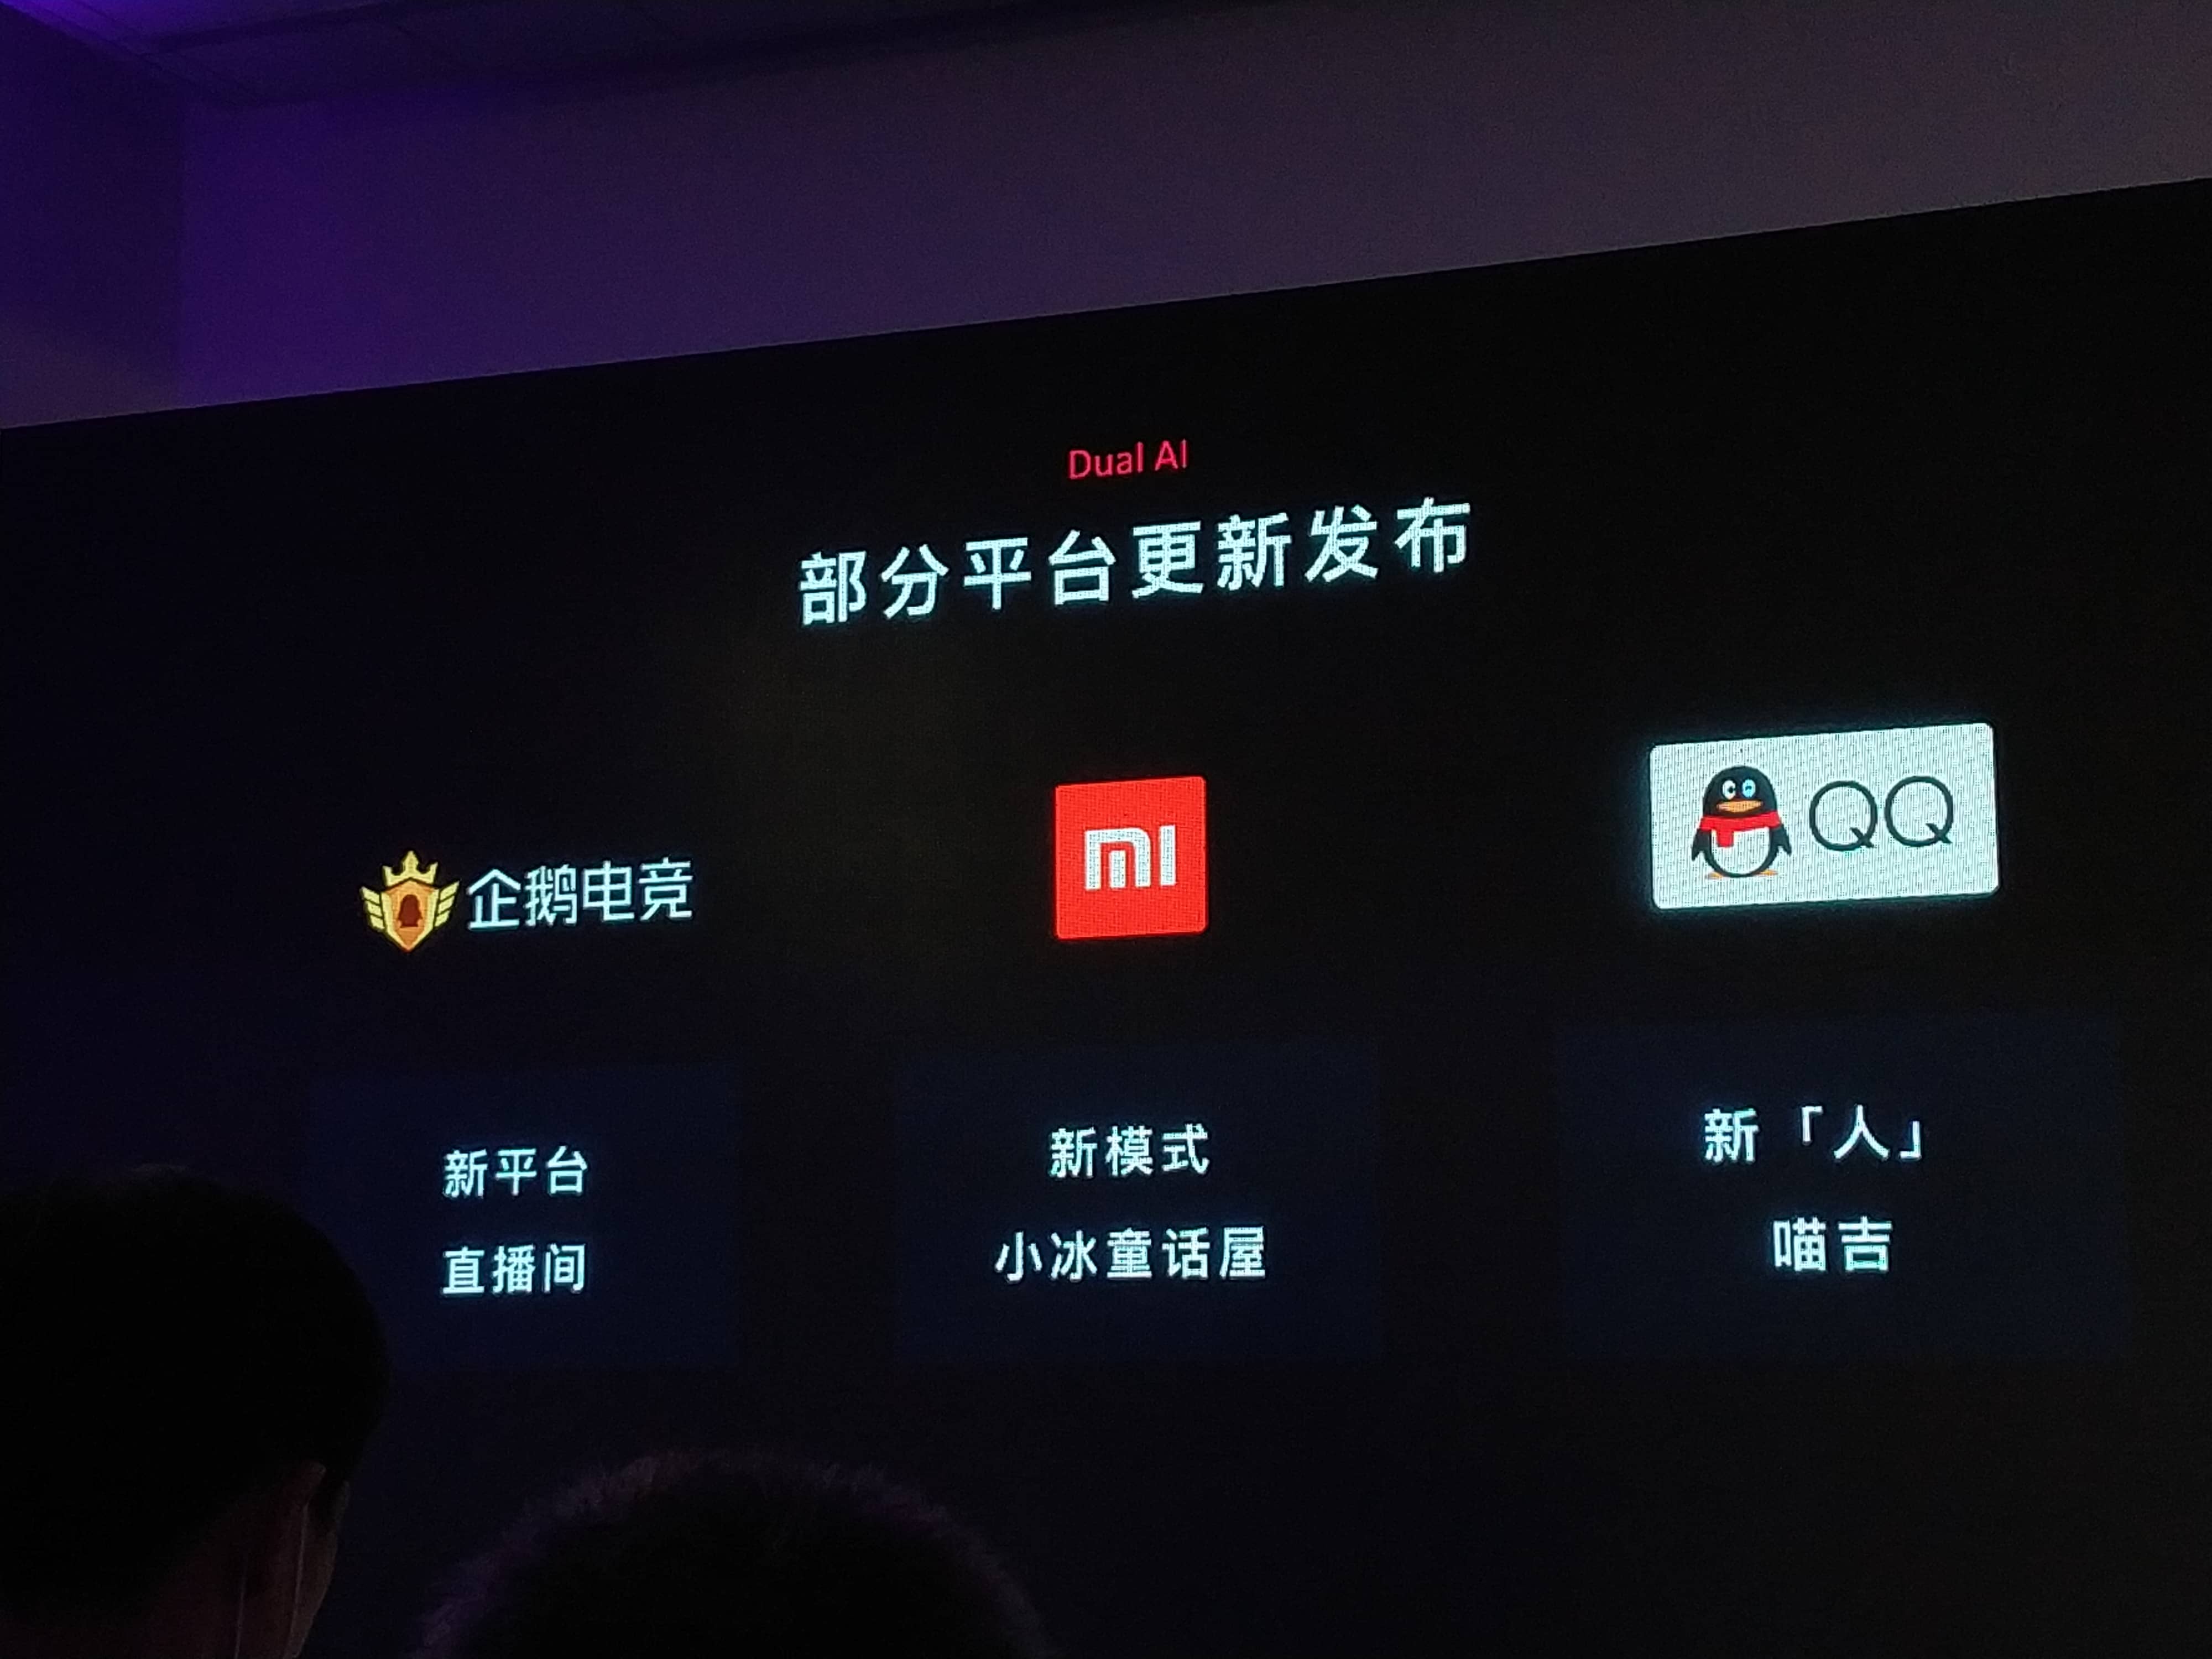 Dual AI
部分平台更新发布
企鹅电竞
mi
QQ
新平台
直播间
新模式
小冰童话屋
新「人」
喵吉